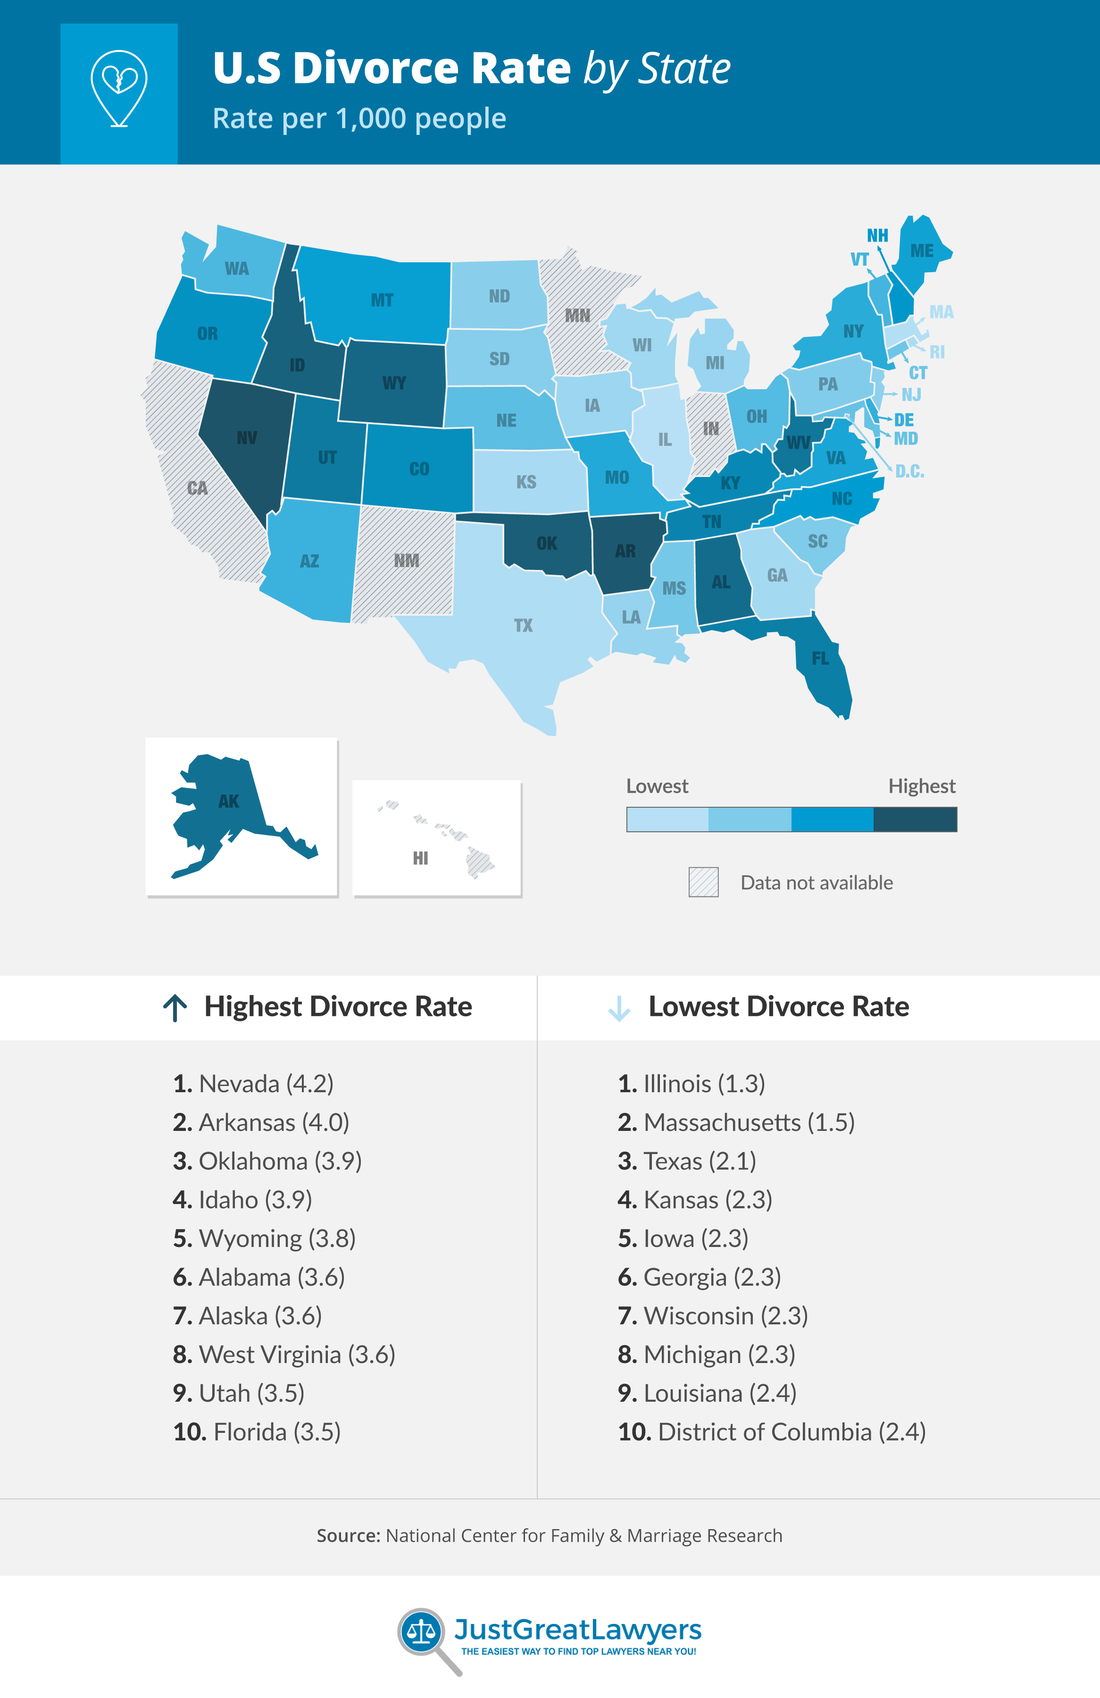 U.S Divorce Rate by State
Rate per 1,000 people
NH
ME
VT
WA
MT
ND
MN
MA
OR
NY
WI
RI
SD
MI
ID
CT
WY
PA
NJ
IA
OH
DE
NE
IN
MD
NV
IL
WV
UT
VA
CO
D.C.
MO
KS
KY
CA
NC
TN
OK
SC
AR
AZ
NM
GA
AL
MS
LA
TX
FL
AK
HI
Lowest Highest
Data not available
Highest Divorce Rate
1. Nevada (4.2)
2. Arkansas (4.0)
3. Oklahoma (3.9)
4. Idaho (3.9)
5. Wyoming (3.8)
6. Alabama (3.6)
7. Alaska (3.6)
8. West Virginia (3.6)
9. Utah (3.5)
10. Florida (3.5)
Lowest Divorce Rate
1. Illinois (1.3)
2. Massachusetts (1.5)
3. Texas (2.1)
4. Kansas (2.3)
5. Iowa (2.3)
6. Georgia (2.3)
7. Wisconsin (2.3)
8. Michigan (2.3)
9. Louisiana (2.4)
10. District of Columbia (2.4)
Source: National Center for Family & Marriage Research
JustGreatLawyers
THE EASIEST WAY TO FIND TOP LAWYERS NEAR YOU!